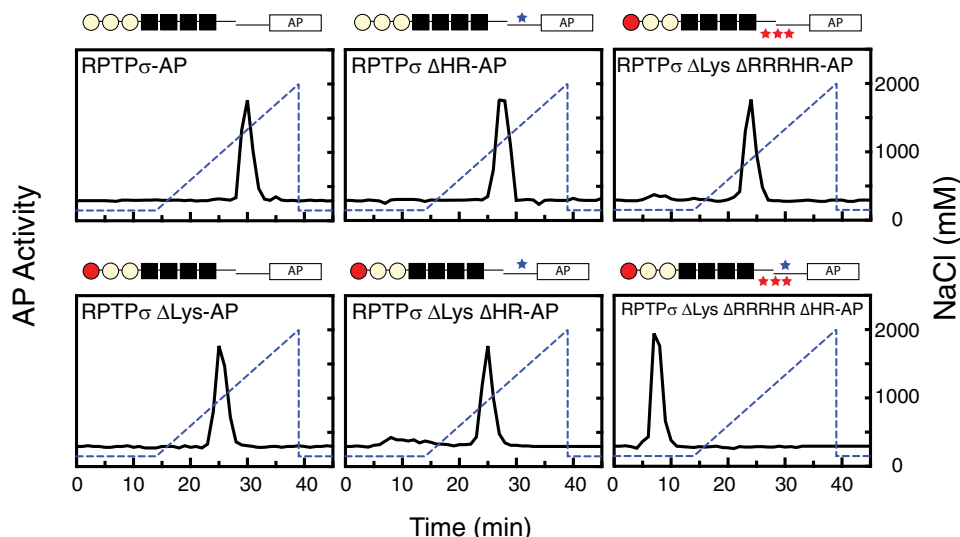 AP
AP
AP
RPTPσ-AP
RPTPσ ΔHR-AP
RPTPσ ΔLys ΔRRRHR-AP
2000
1000
0
AP
AP
AP
RPTPσ ΔLys-AP
RPTPσ ΔLys ΔHR-AP
RPTPσ ΔLys ΔRRRHR ΔHR-AP
2000
1000
0
0 10 20 30 40
0 10 20 30 40
0 10 20 30 40
AP Activity
NaCl (mM)
Time (min)